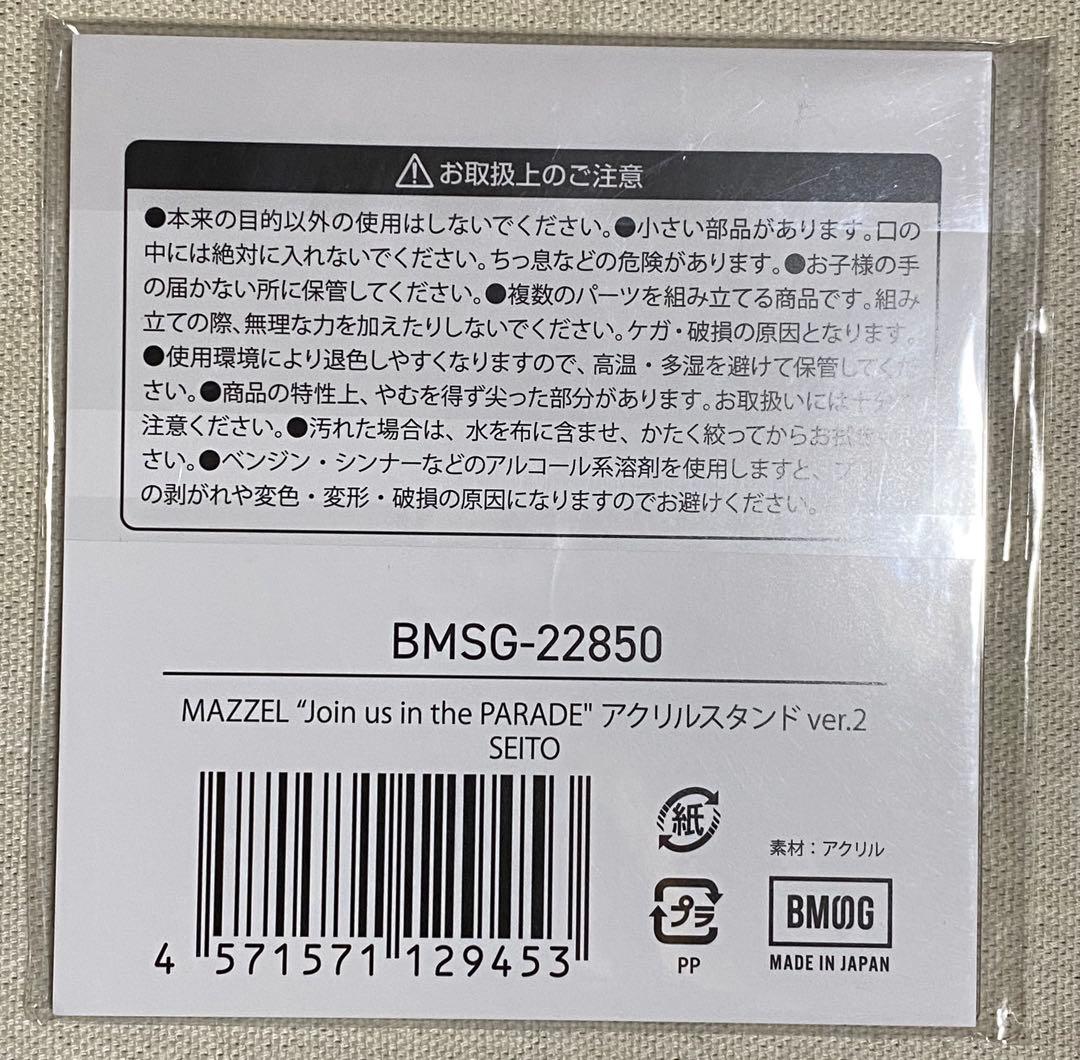 ⚠お取扱上のご注意
●本来の目的以外の使用はしないでください。●小さい部品があります。口の
中には絶対に入れないでください。ちっ息などの危険があります。●お子様の手
の届かない所に保管してください。●複数のパーツを組み立てる商品です。組み
立ての際、無理な力を加えたりしないでください。ケガ・破損の原因となります。
●使用環境により退色しやすくなりますので、高温・多湿を避けて保管してくだ
さい。●商品の特性上、やむを得ず尖った部分があります。お取扱いには十分
注意ください。●汚れた場合は、水を布に含ませ、かたく絞ってからお拭き
さい。●ベンジン・シンナーなどのアルコール系溶剤を使用しますと、
の剥がれや変色・変形・破損の原因になりますのでお避けください。
BMSG-22850
MAZZEL “Join us in the PARADE" アクリルスタンド ver.2
SEITO
4 571571 129453
紙
プラ
PP
素材：アクリル
BMSG
MADE IN JAPAN